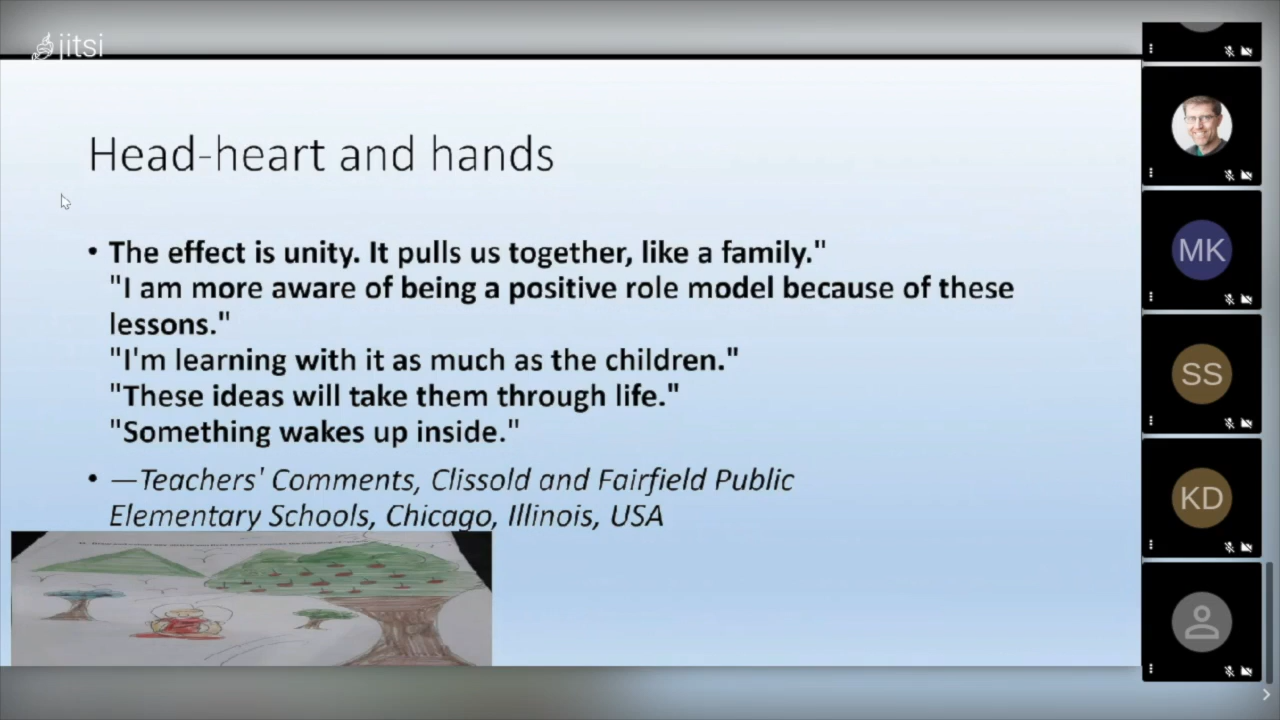 jitsi
Head-heart and hands
• The effect is unity. It pulls us together, like a family."
"I am more aware of being a positive role model because of these
lessons."
"I'm learning with it as much as the children."
"These ideas will take them through life."
"Something wakes up inside."
• —Teachers' Comments, Clissold and Fairfield Public
Elementary Schools, Chicago, Illinois, USA
MK
SS
KD